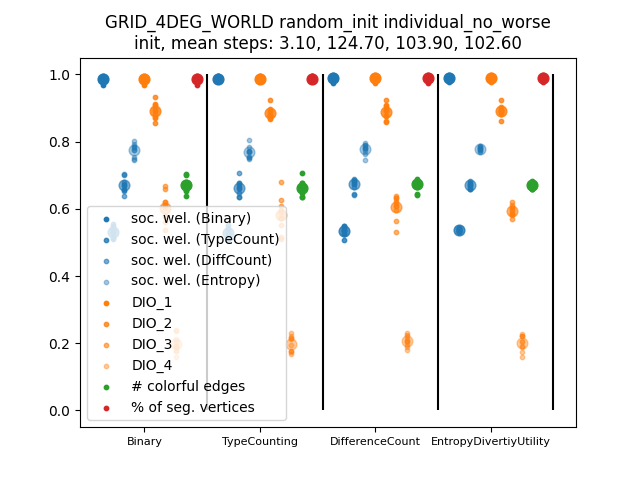 GRID_4DEG_WORLD random_init individual_no_worse
init, mean steps: 3.10, 124.70, 103.90, 102.60
1.0
0.8
0.6
0.4
0.2
0.0
soc. wel. (Binary)
soc. wel. (TypeCount)
soc. wel. (DiffCount)
soc. wel. (Entropy)
DIO_1
DIO_2
DIO_3
DIO_4
# colorful edges
% of seg. vertices
Binary
TypeCounting
DifferenceCount
EntropyDivertiyUtility